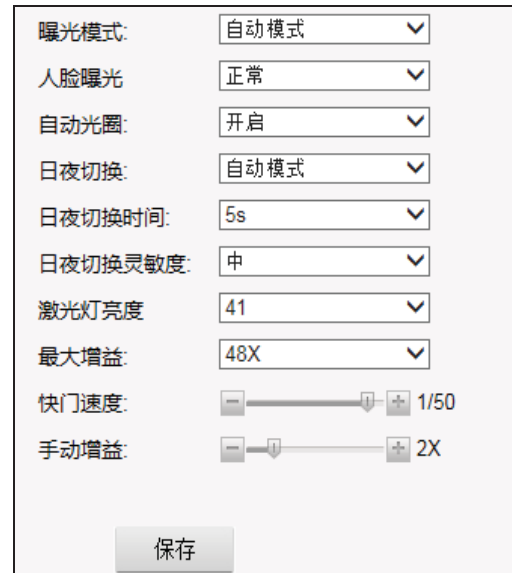 曝光模式: 自动模式
人脸曝光 正常
自动光圈: 开启
日夜切换: 自动模式
日夜切换时间: 5s
日夜切换灵敏度: 中
激光灯亮度 41
最大增益: 48X
快门速度: 1/50
手动增益: 2X
保存